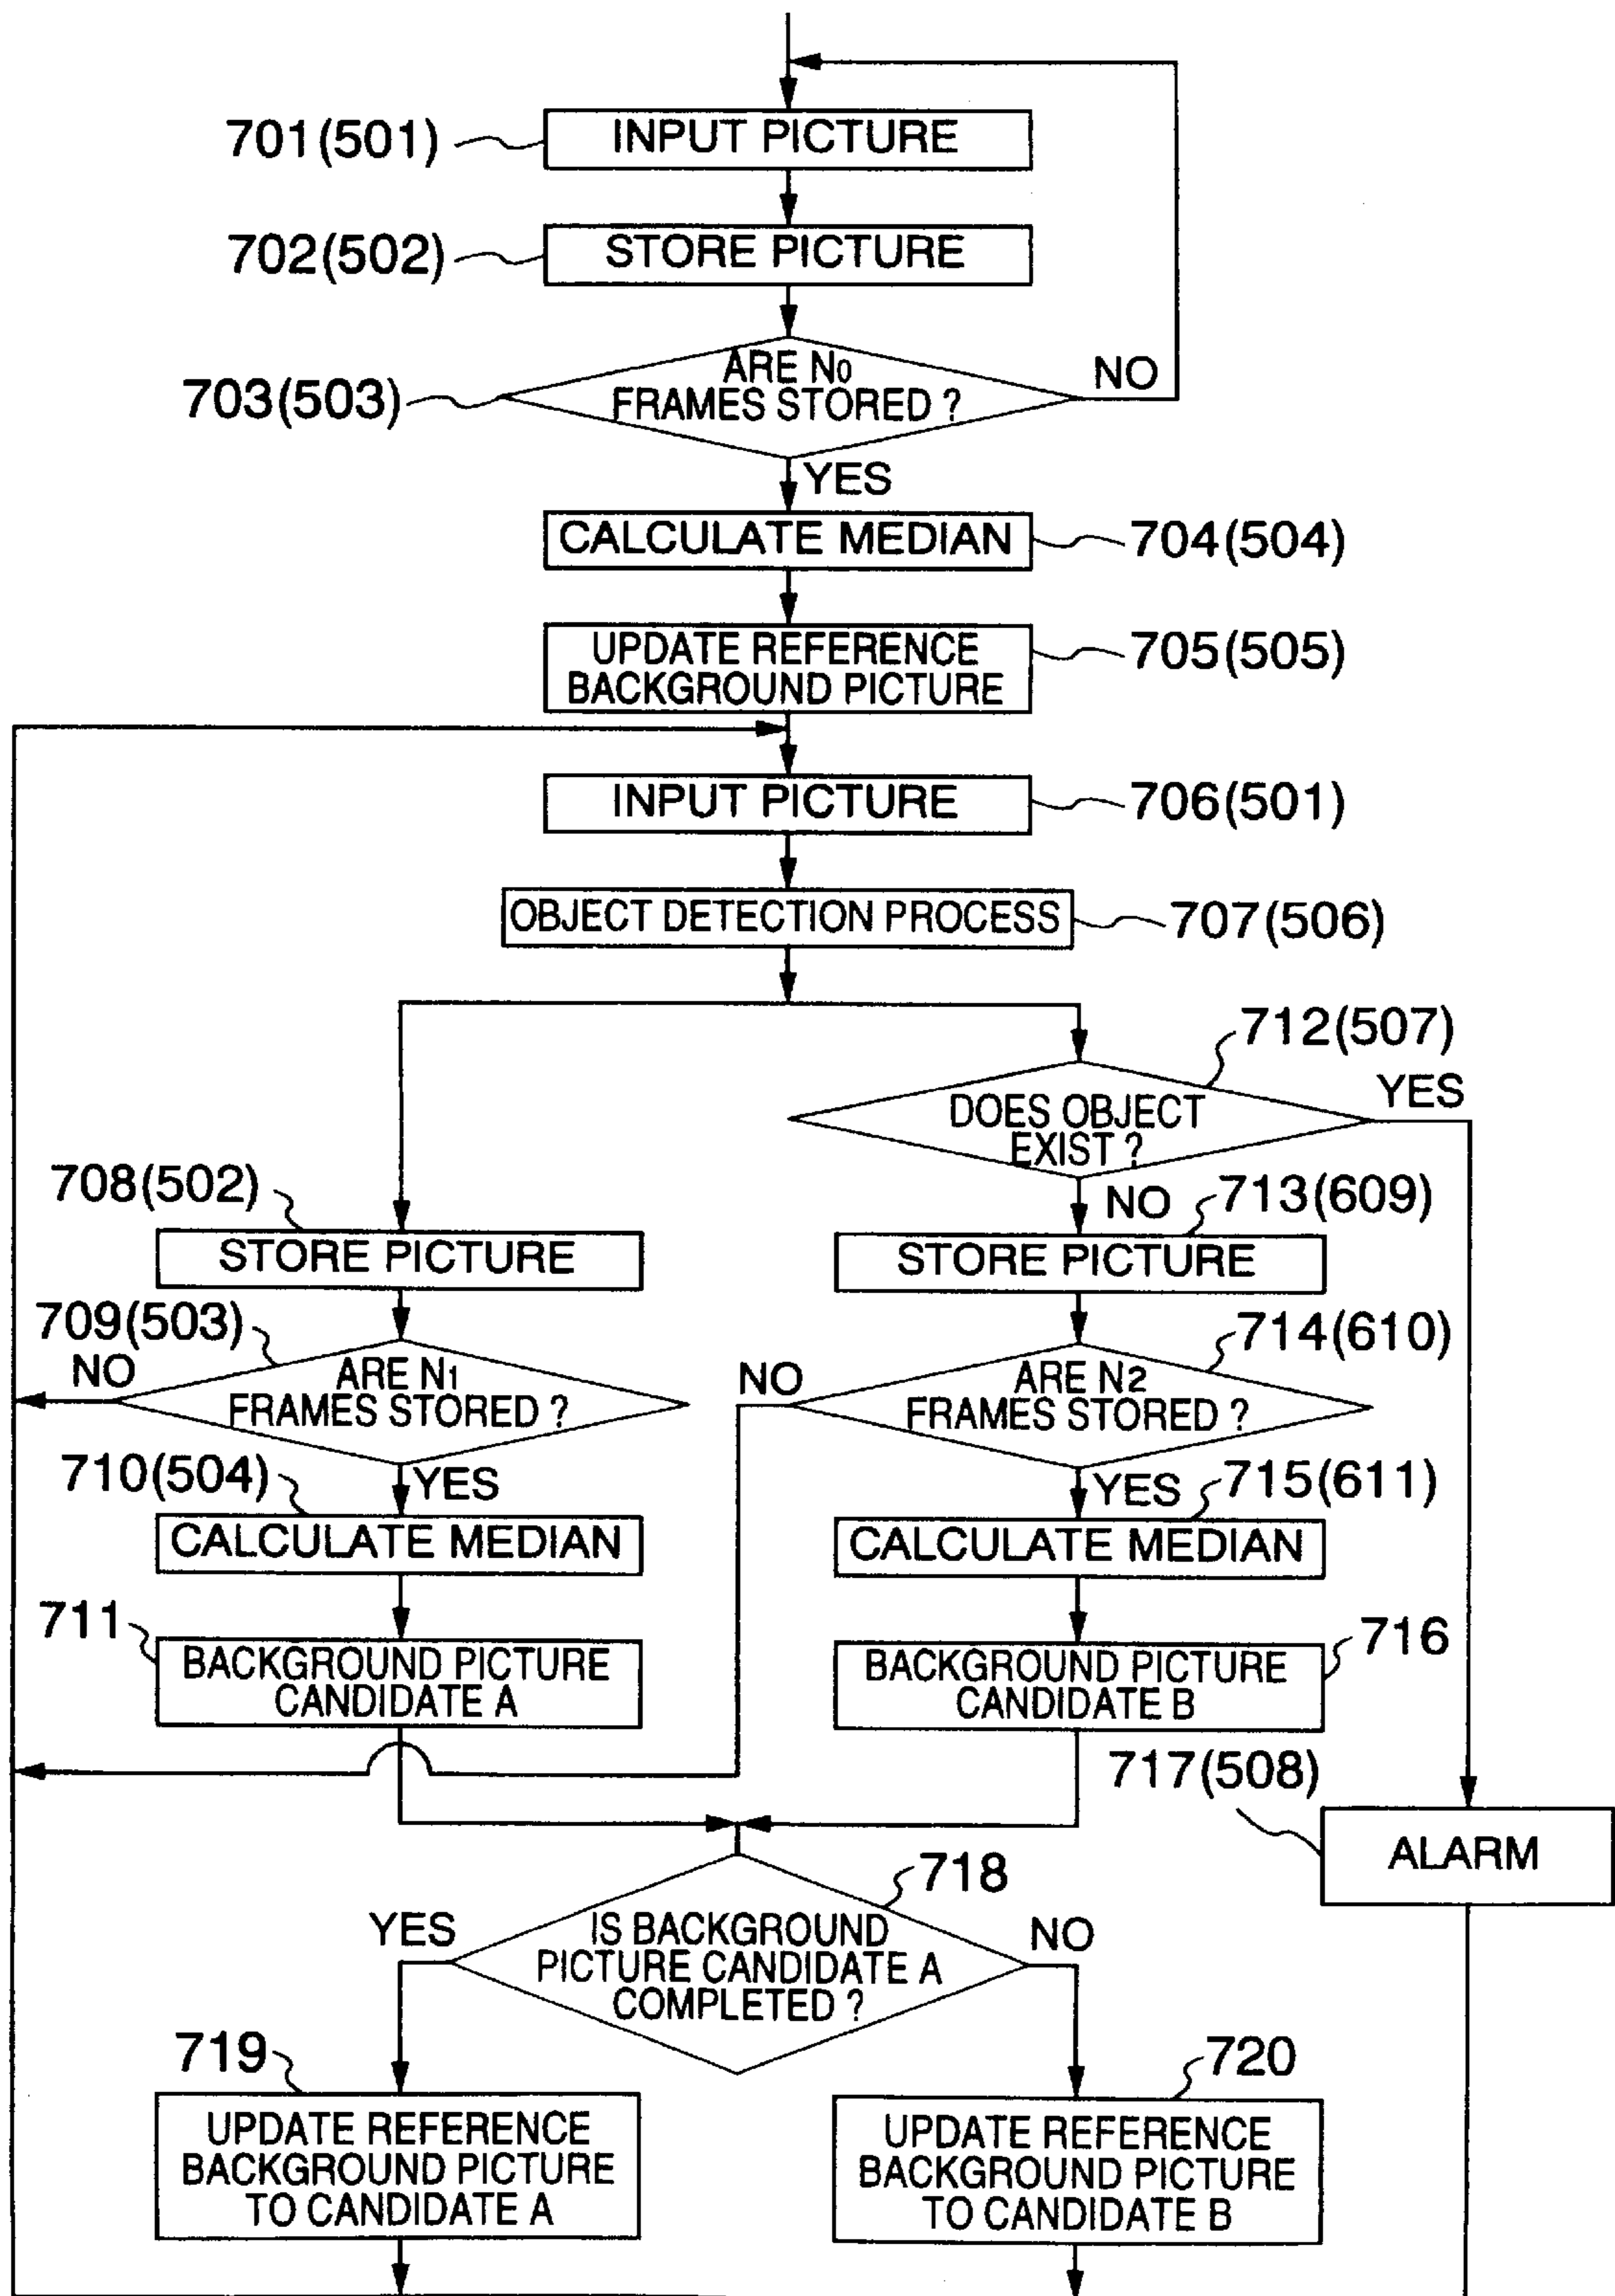 701(501)
INPUT PICTURE
702(502)
STORE PICTURE
703(503)
ARE N0
FRAMES STORED ?
NO
YES
CALCULATE MEDIAN
704(504)
UPDATE REFERENCE
BACKGROUND PICTURE
705(505)
INPUT PICTURE
706(501)
OBJECT DETECTION PROCESS
707(506)
712(507)
DOES OBJECT
EXIST ?
YES
NO
708(502)
STORE PICTURE
713(609)
STORE PICTURE
709(503)
NO
ARE N1
FRAMES STORED ?
YES
714(610)
NO
ARE N2
FRAMES STORED ?
YES
710(504)
CALCULATE MEDIAN
715(611)
CALCULATE MEDIAN
711
BACKGROUND PICTURE
CANDIDATE A
716
BACKGROUND PICTURE
CANDIDATE B
717(508)
ALARM
718
YES
IS BACKGROUND
PICTURE CANDIDATE A
COMPLETED ?
NO
719
UPDATE REFERENCE
BACKGROUND PICTURE
TO CANDIDATE A
720
UPDATE REFERENCE
BACKGROUND PICTURE
TO CANDIDATE B